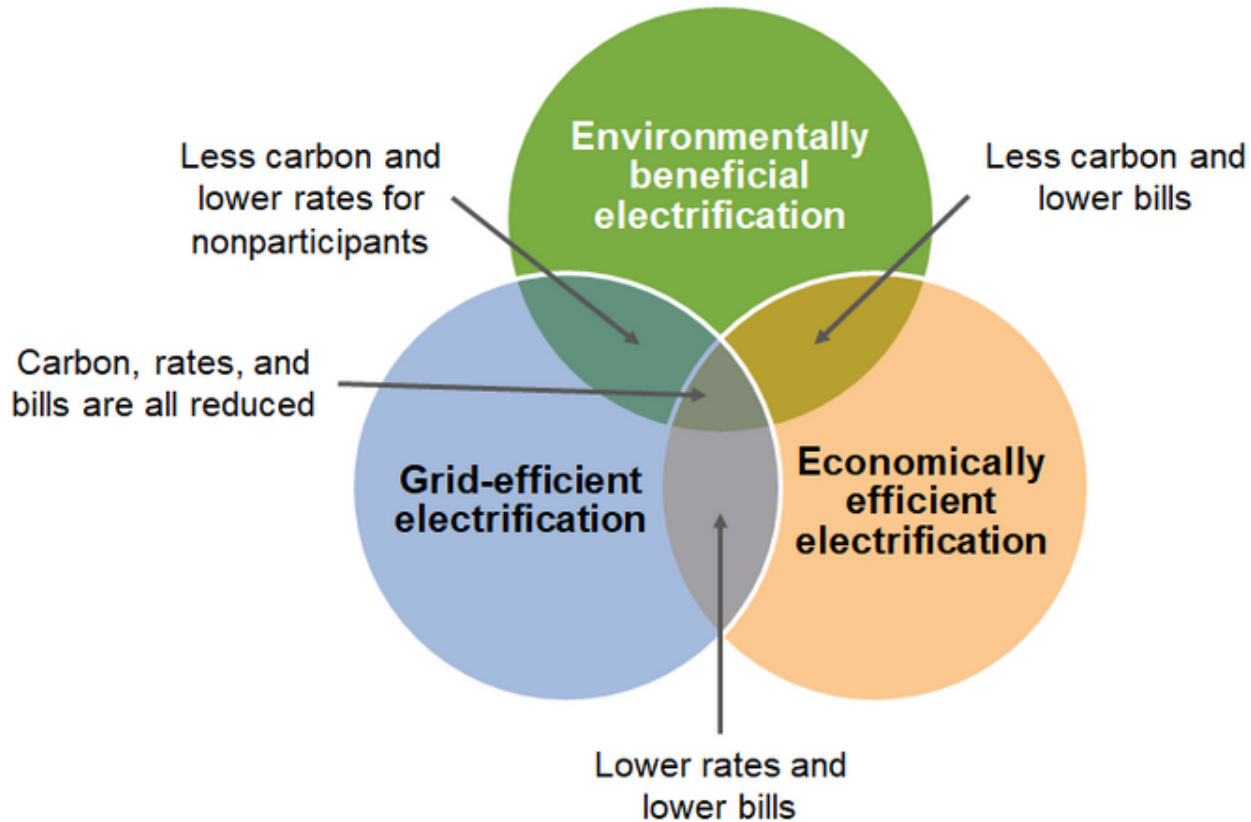 Environmentally
beneficial
electrification
Less carbon and
lower rates for
nonparticipants
Less carbon and
lower bills
Carbon, rates, and
bills are all reduced
Grid-efficient
electrification
Economically
efficient
electrification
Lower rates and
lower bills